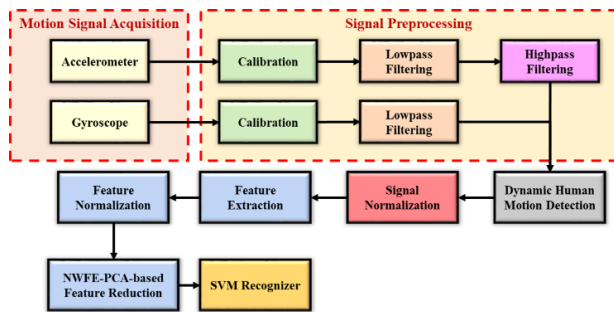 Motion Signal Acquisition
Signal Preprocessing
Accelerometer
Calibration
Lowpass
Filtering
Highpass
Filtering
Gyroscope
Calibration
Lowpass
Filtering
Feature
Normalization
Feature
Extraction
Signal
Normalization
Dynamic Human
Motion Detection
NWFE-PCA-based
Feature Reduction
SVM Recognizer